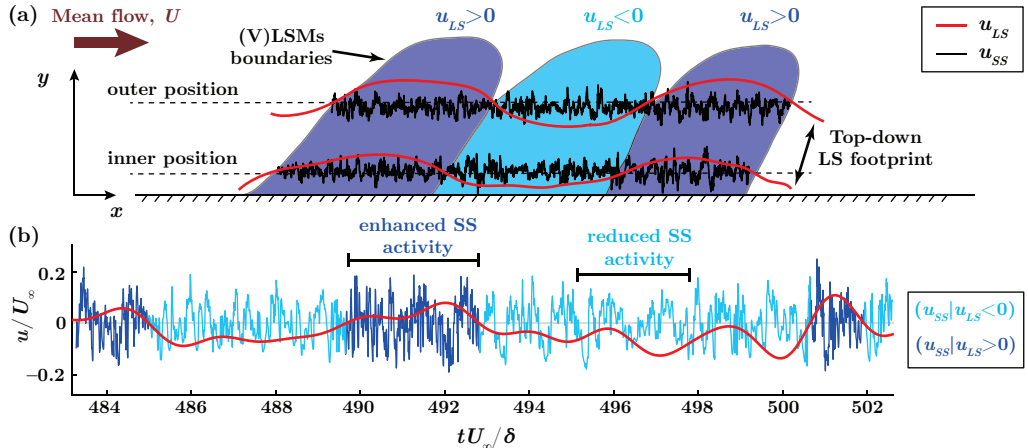 (a)
Mean flow, U
(V)LSMs
boundaries
u_LS>0
u_LS<0
u_LS>0
u_LS
u_SS
y
outer position
inner position
Top-down
LS footprint
x
(b)
enhanced SS
activity
reduced SS
activity
u/U_∞
0.2
0
−0.2
(u_SS|u_LS<0)
(u_SS|u_LS>0)
484 486 488 490 492 494 496 498 500 502
tU_∞/δ